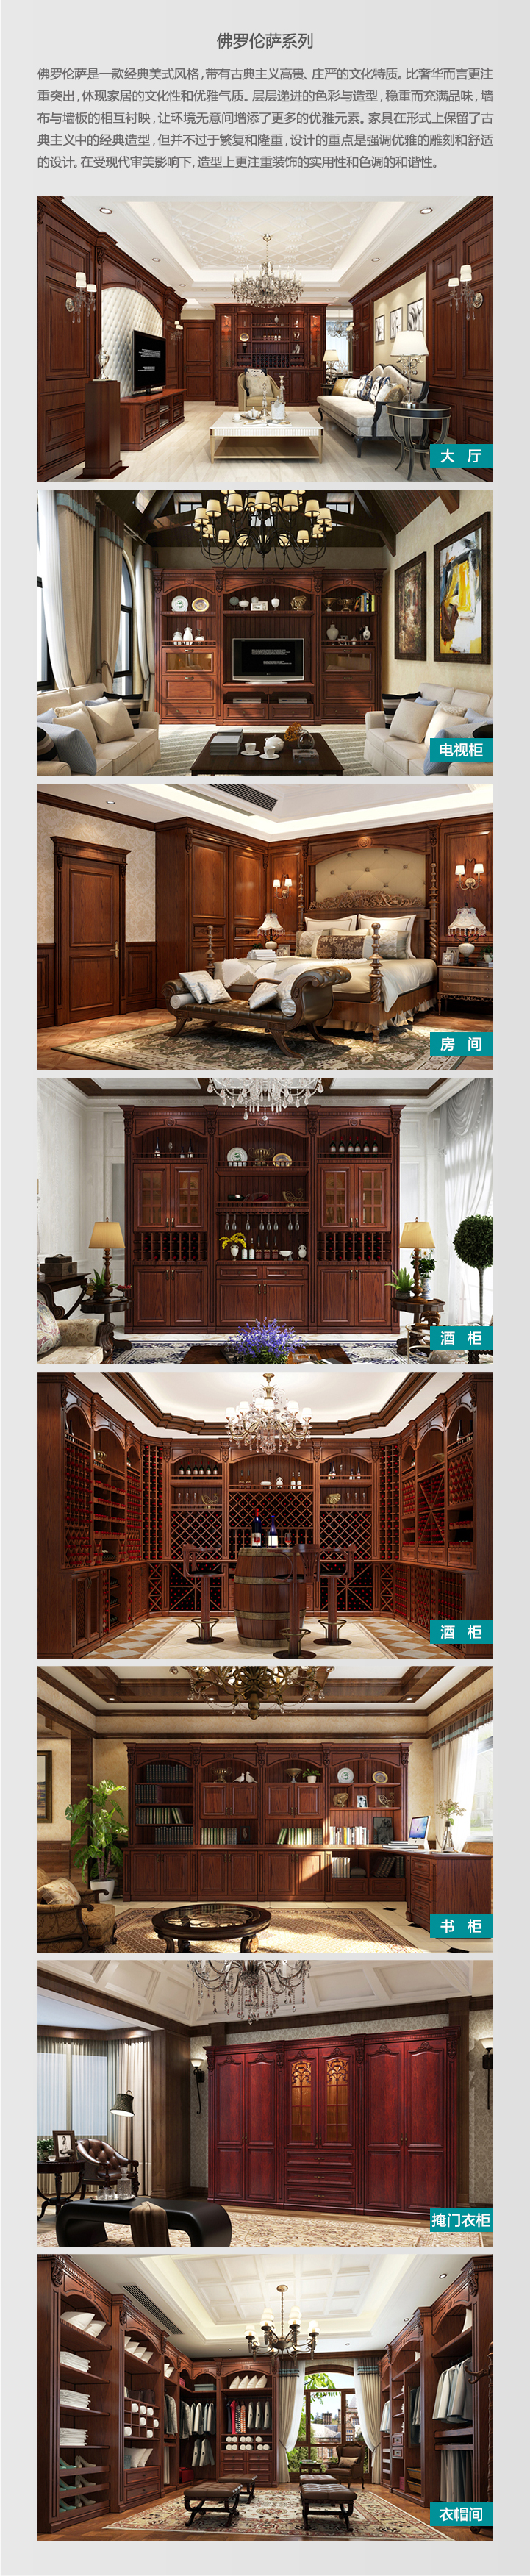 佛罗伦萨系列
佛罗伦萨是一款经典美式风格，带有古典主义高贵、庄严的文化特质。比奢华而言更注
重突出，体现家居的文化性和优雅气质。层层递进的色彩与造型，稳重而充满品味，墙
布与墙板的相互衬映，让环境无意间增添了更多的优雅元素。家具在形式上保留了古
典主义中的经典造型，但并不过于繁复和隆重，设计的重点是强调优雅的雕刻和舒适
的设计。在受现代审美影响下，造型上更注重装饰的实用性和色调的和谐性。
大 厅
电视柜
房 间
酒 柜
酒 柜
书 柜
掩门衣柜
衣帽间